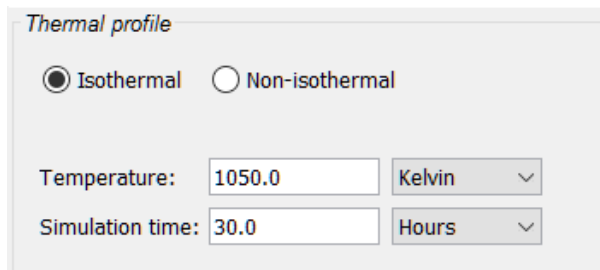 Thermal profile
Isothermal Non-isothermal
Temperature: 1050.0 Kelvin
Simulation time: 30.0 Hours